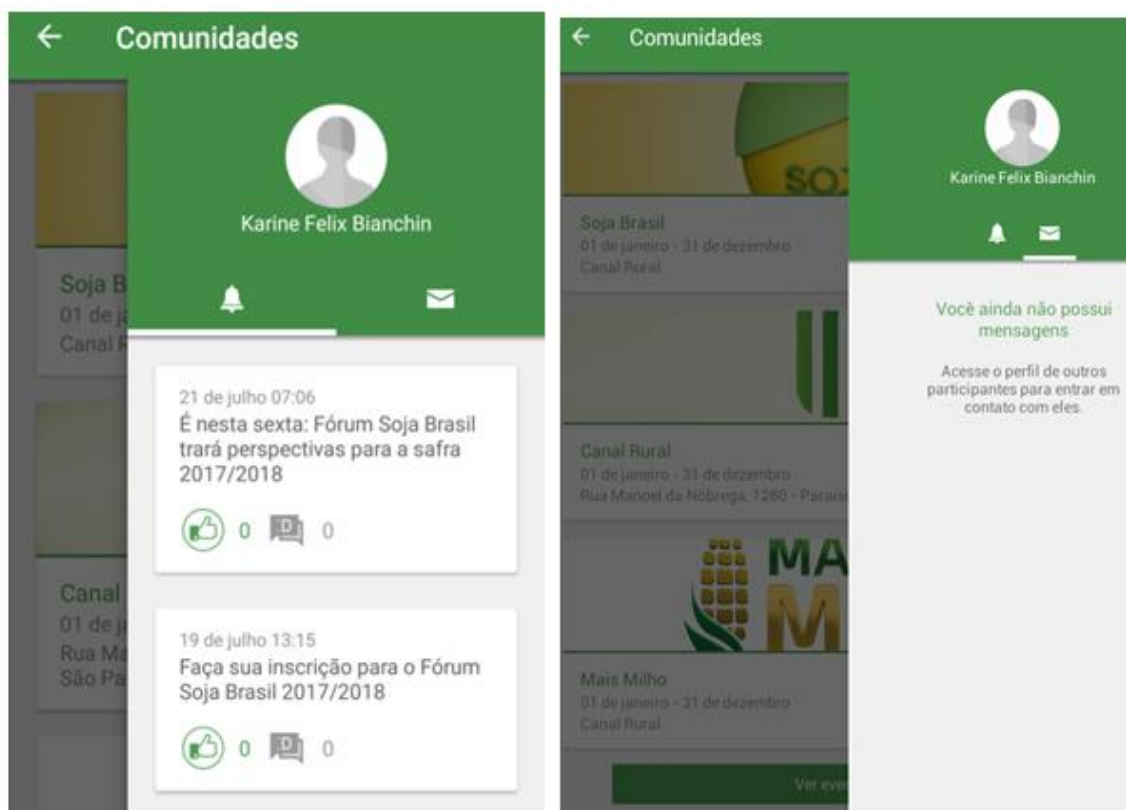 Comunidades
Karine Felix Bianchin
Soja B
01 de ja
Canal R
21 de julho 07:06
É nesta sexta: Fórum Soja Brasil
trará perspectivas para a safra
2017/2018
0 0
Canal
01 de ja
Rua Ma
São Pa
19 de julho 13:15
Faça sua inscrição para o Fórum
Soja Brasil 2017/2018
0 0
Comunidades
SOJ
Soja Brasil
01 de janeiro - 31 de dezembro
Canal Rural
Canal Rural
01 de janeiro - 31 de dezembro
Rua Manoel da Nóbrega, 1280 - Paraís
MA
M
Mais Milho
01 de janeiro - 31 de dezembro
Canal Rural
Ver even
Karine Felix Bianchin
Você ainda não possui
mensagens
Acesse o perfil de outros
participantes para entrar em
contato com eles.